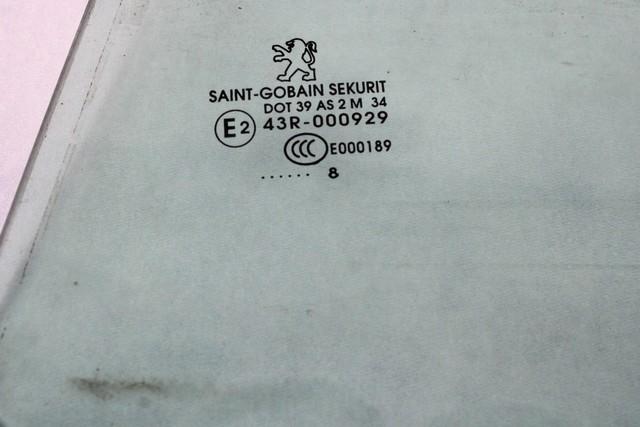 SAINT-GOBAIN SEKURIT
DOT 39 AS 2 M 34
E2 43R-000929
CCC E000189
...... 8